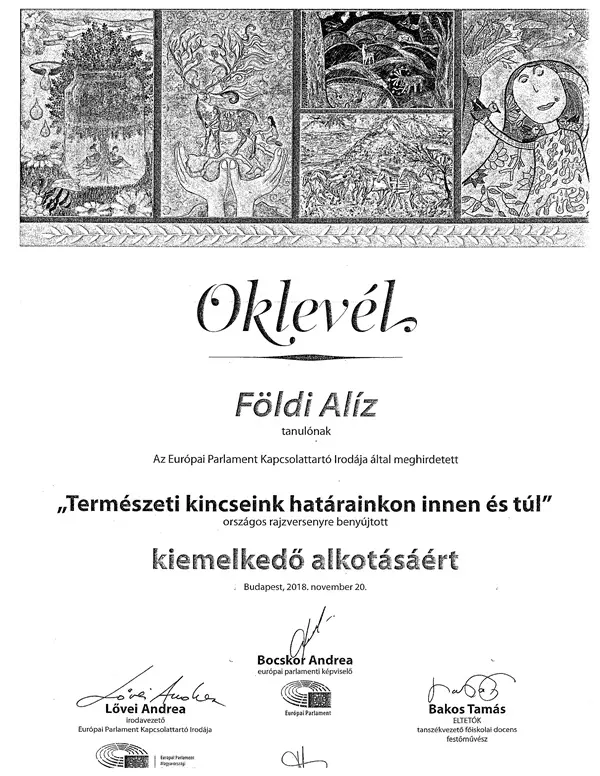 Oklevél
Földi Alíz
tanulónak
Az Európai Parlament Kapcsolattartó Irodája által meghirdetett
„Természeti kincseink határainkon innen és túl”
országos rajzversenyre benyújtott
kiemelkedő alkotásáért
Budapest, 2018. november 20.
Bocskor Andrea
európai parlamenti képviselő
Európai Parlament
Lővei Andrea
irodavezető
Európai Parlament Kapcsolattartó Irodája
Európai Parlament
Magyarország
Bakos Tamás
ELTETÓK
tanszékvezető főiskolai docens
festőművész